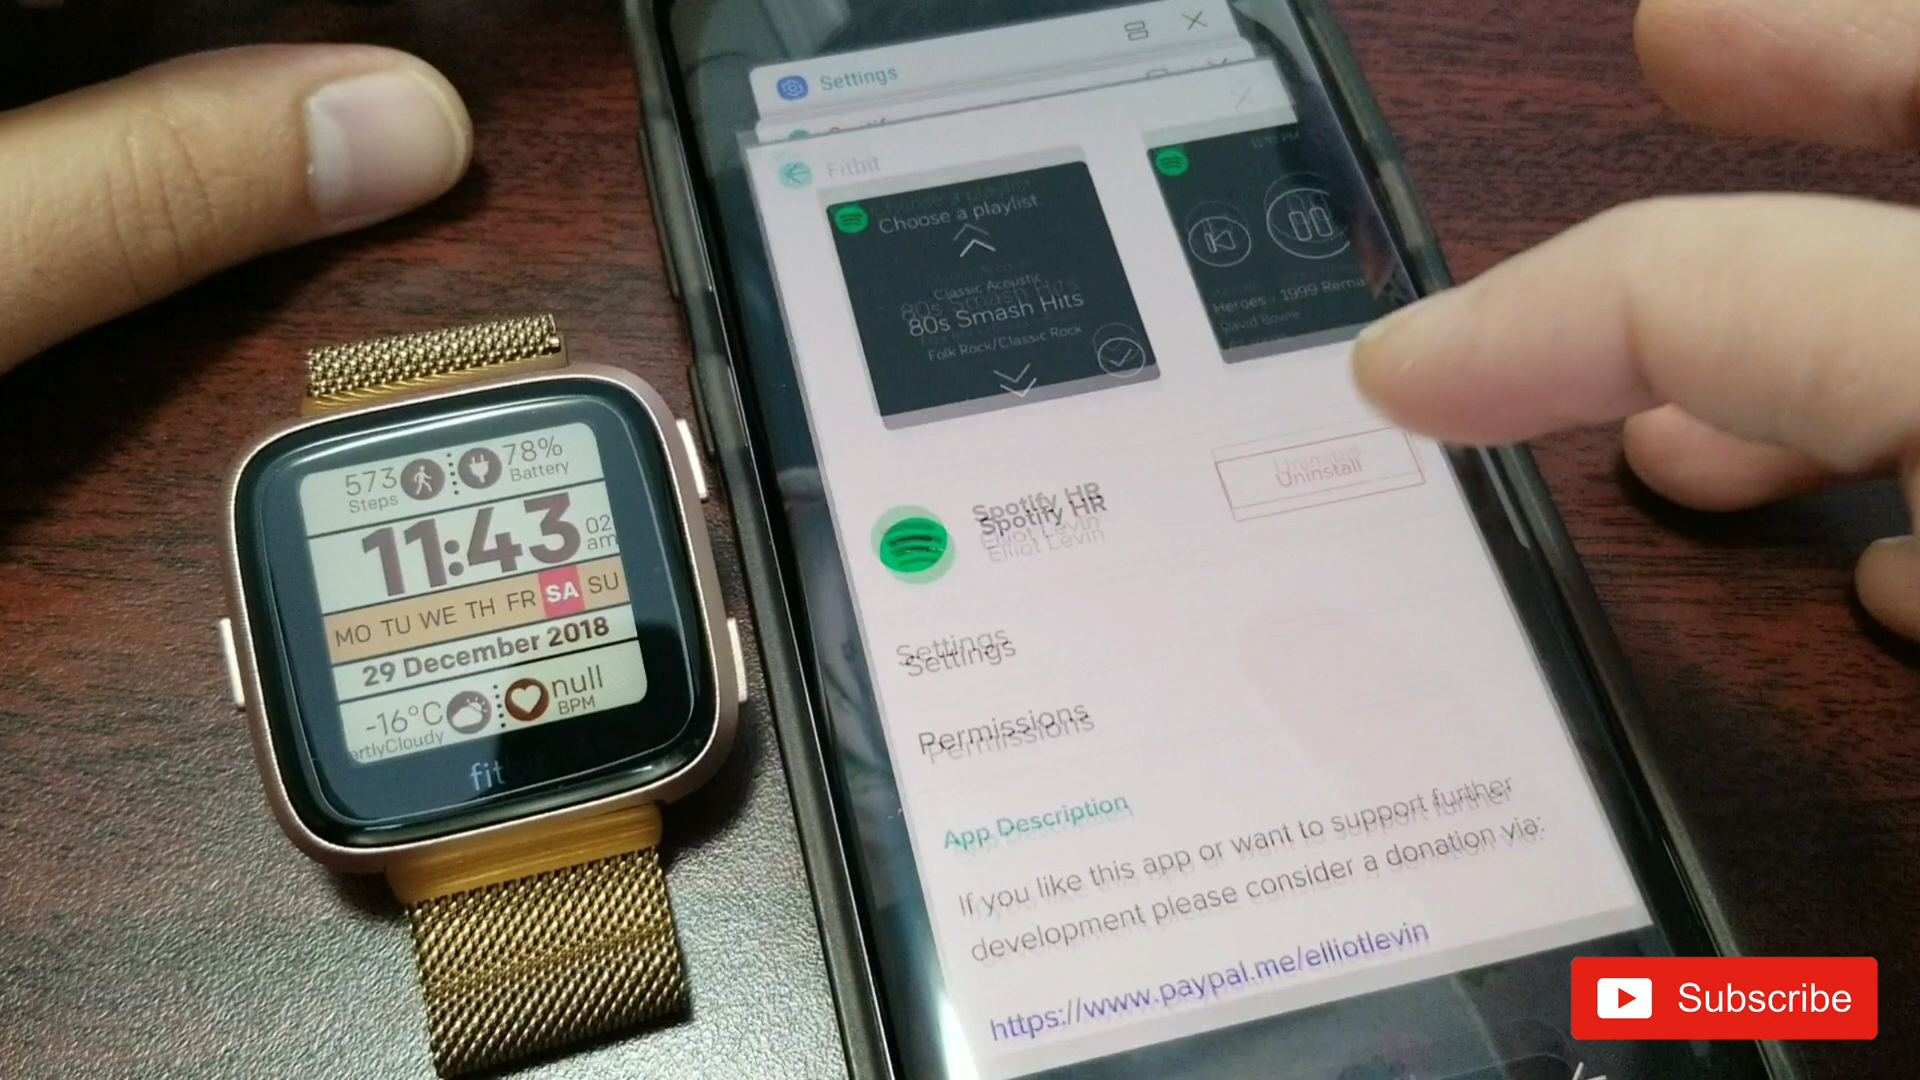 573
Steps
78%
Battery
11:43
02
am
MO TU WE TH FR SA SU
29 December 2018
-16°C
artlyCloudy
null
BPM
fit
Settings
Fitbit
Choose a playlist
Classic Acoustic
80s Smash Hits
Folk Rock/Classic Rock
Heroes - 1999 Rema
David Bowie
Spotify HR
Elliot Levin
Uninstall
Settings
Permissions
App Description
If you like this app or want to support further
development please consider a donation via:
https://www.paypal.me/elliotlevin
Subscribe